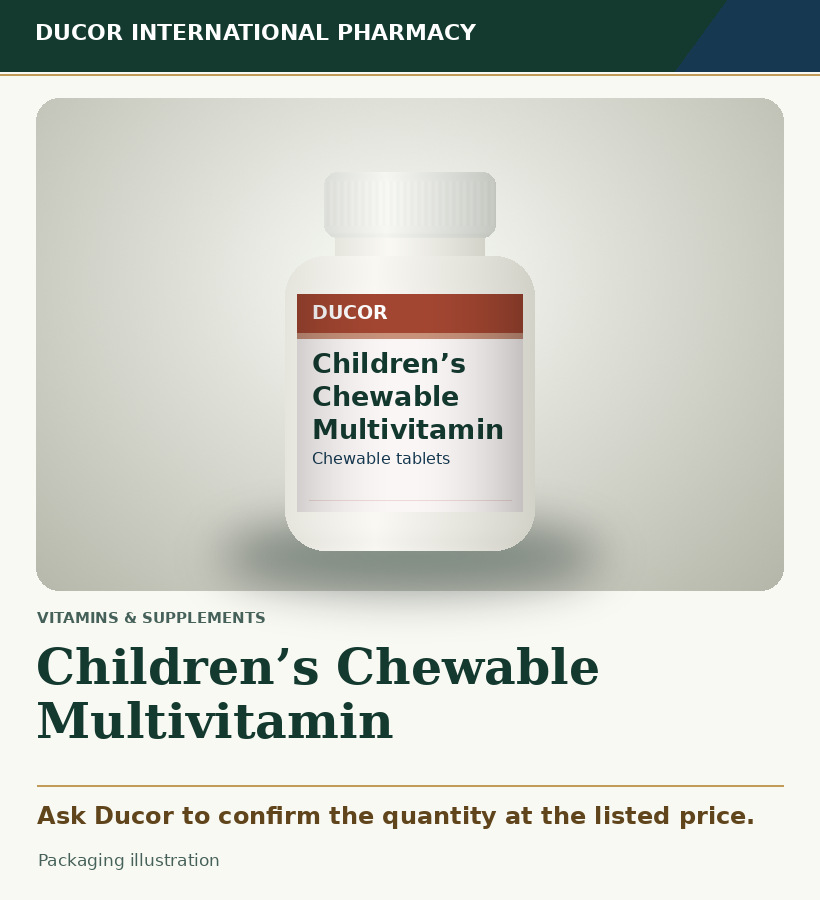 DUCOR INTERNATIONAL PHARMACY
DUCOR
Children’s
Chewable
Multivitamin
Chewable tablets
VITAMINS & SUPPLEMENTS
Children’s Chewable
Multivitamin
Ask Ducor to confirm the quantity at the listed price.
Packaging illustration